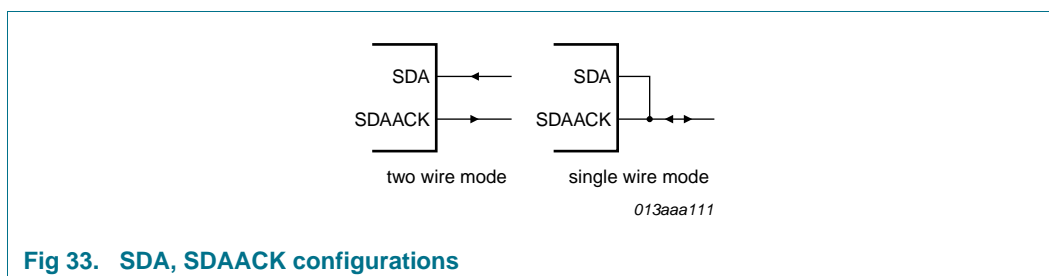 SDA
SDAACK
two wire mode
SDA
SDAACK
single wire mode
013aaa111
Fig 33. SDA, SDAACK configurations